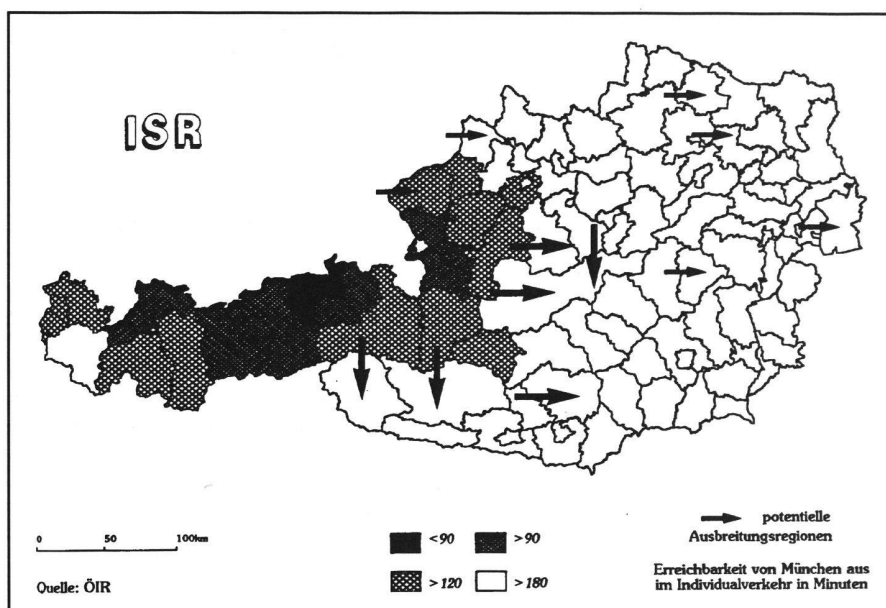 ISR
0 50 100km
Quelle: ÖIR
<90 >90
>120 >180
potentielle
Ausbreitungsregionen
Erreichbarkeit von München aus
im Individualverkehr in Minuten